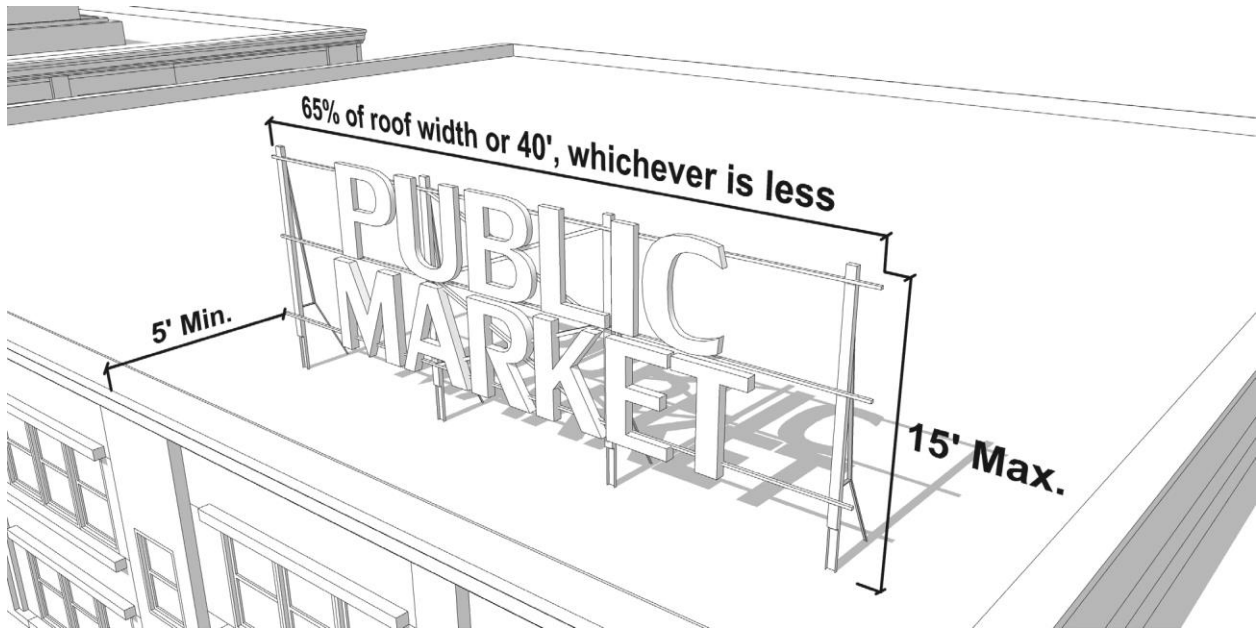 65% of roof width or 40', whichever is less
PUBLIC
MARKET
5' Min.
15' Max.